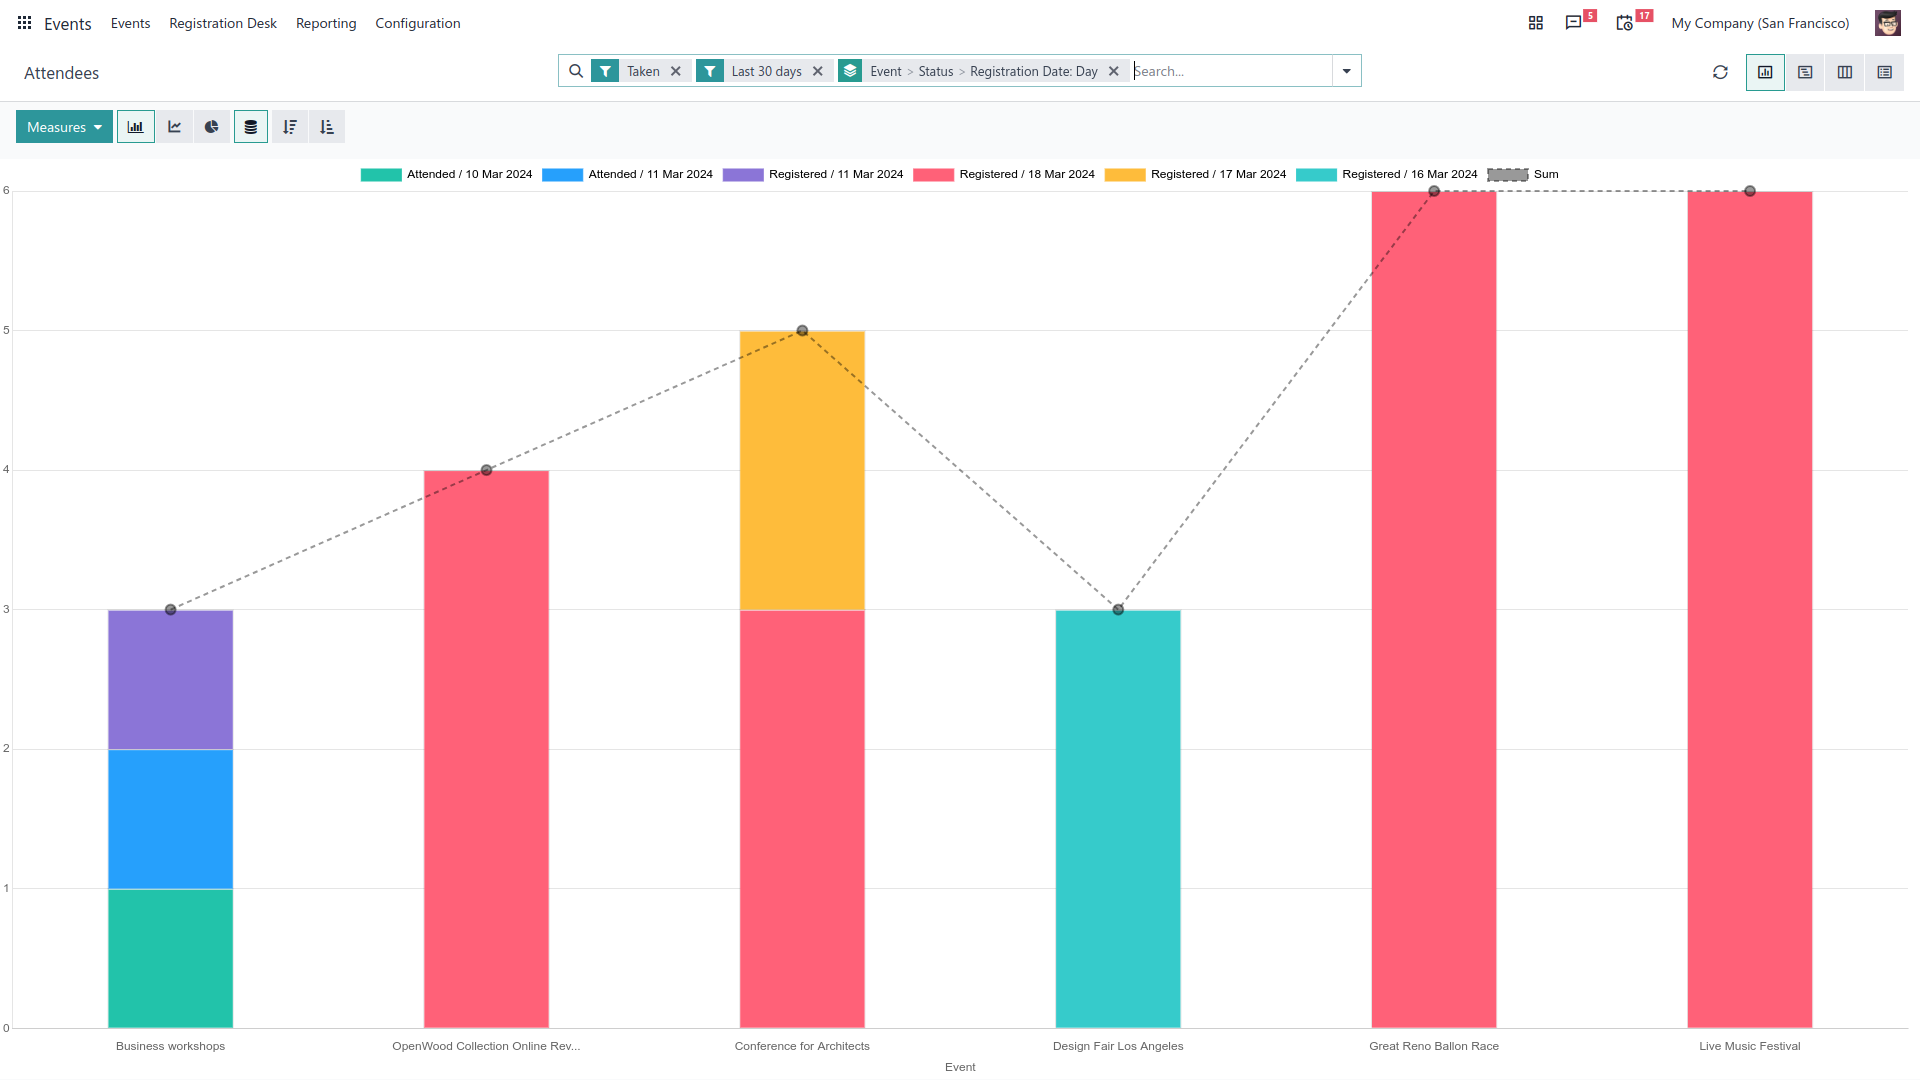 Events Events Registration Desk Reporting Configuration 5 17 My Company (San Francisco)
Attendees Taken Last 30 days Event > Status > Registration Date: Day Search...
Measures
Attended / 10 Mar 2024 Attended / 11 Mar 2024 Registered / 11 Mar 2024 Registered / 18 Mar 2024 Registered / 17 Mar 2024 Registered / 16 Mar 2024 Sum
6
5
4
3
2
1
0
Business workshops OpenWood Collection Online Rev... Conference for Architects Design Fair Los Angeles Great Reno Ballon Race Live Music Festival
Event